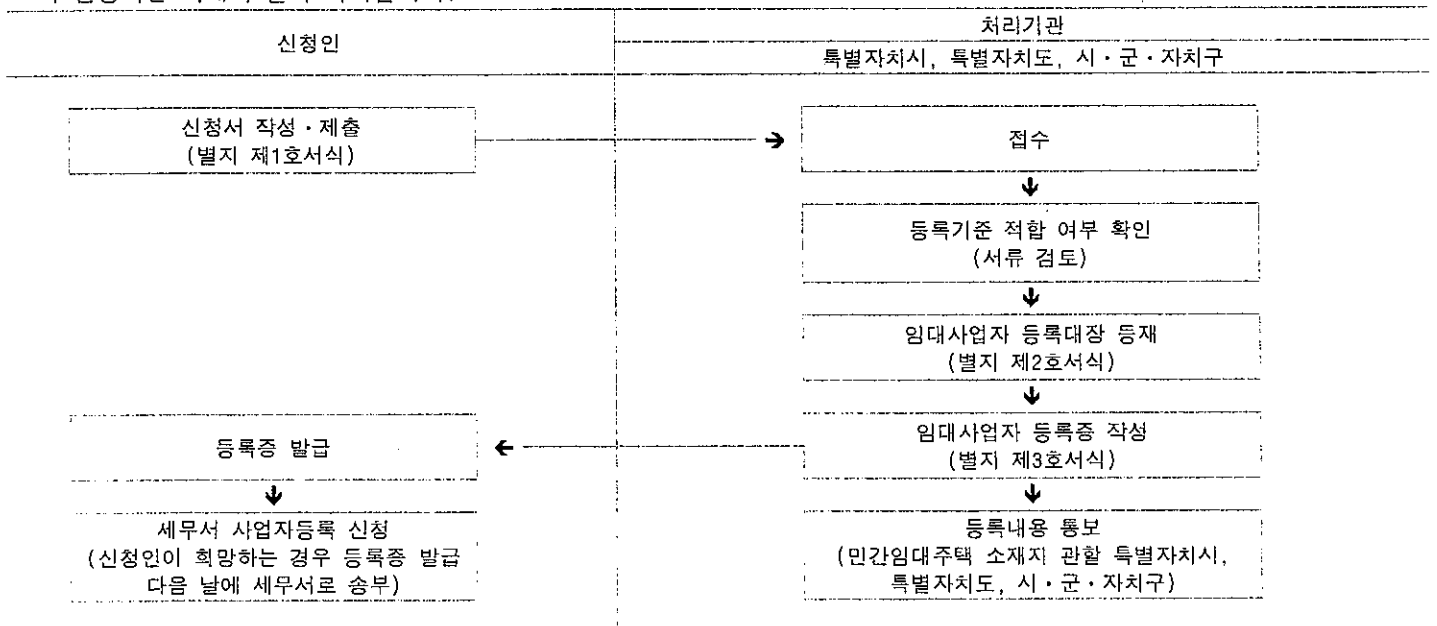 신청인
처리기관
특별자치시, 특별자치도, 시·군·자치구
신청서 작성·제출
(별지 제1호서식)
접수
등록기준 적합 여부 확인
(서류 검토)
임대사업자 등록대장 등재
(별지 제2호서식)
임대사업자 등록증 작성
(별지 제3호서식)
등록증 발급
세무서 사업자등록 신청
(신청인이 희망하는 경우 등록증 발급
다음 날에 세무서로 송부)
등록내용 통보
(민간임대주택 소재지 관할 특별자치시,
특별자치도, 시·군·자치구)